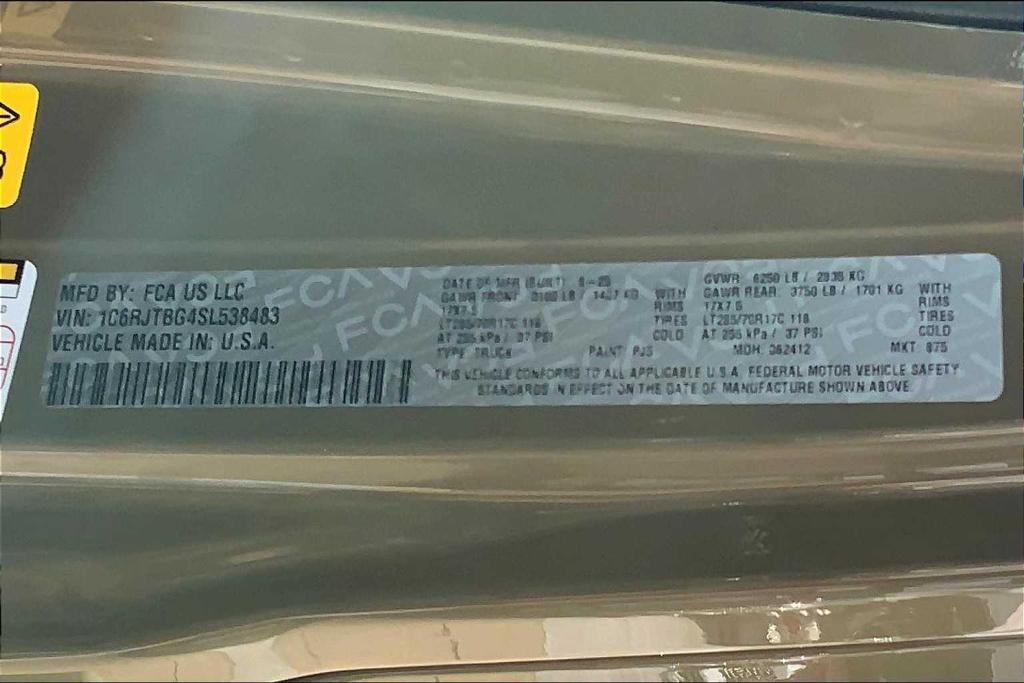 MFD BY: FCA US LLC
VIN: 1C6RJTBG4SL538483
VEHICLE MADE IN: U.S.A.
DATE OF MFR (BUILT)
GAWR FRONT LB / KG WITH
17X7.5 RIMS
LT285/70R17C 116 TIRES
AT 255 kPa / 37 PSI COLD
TYPE TRUCK PAINT PJS
GVWR 6250 LB / KG
GAWR REAR: 3750 LB / 1701 KG WITH
17X7.5 RIMS
LT285/70R17C 116 TIRES
AT 255 kPa / 37 PSI COLD
MDH: 062412 MKT 875
THIS VEHICLE CONFORMS TO ALL APPLICABLE U.S.A. FEDERAL MOTOR VEHICLE SAFETY
STANDARDS IN EFFECT ON THE DATE OF MANUFACTURE SHOWN ABOVE.